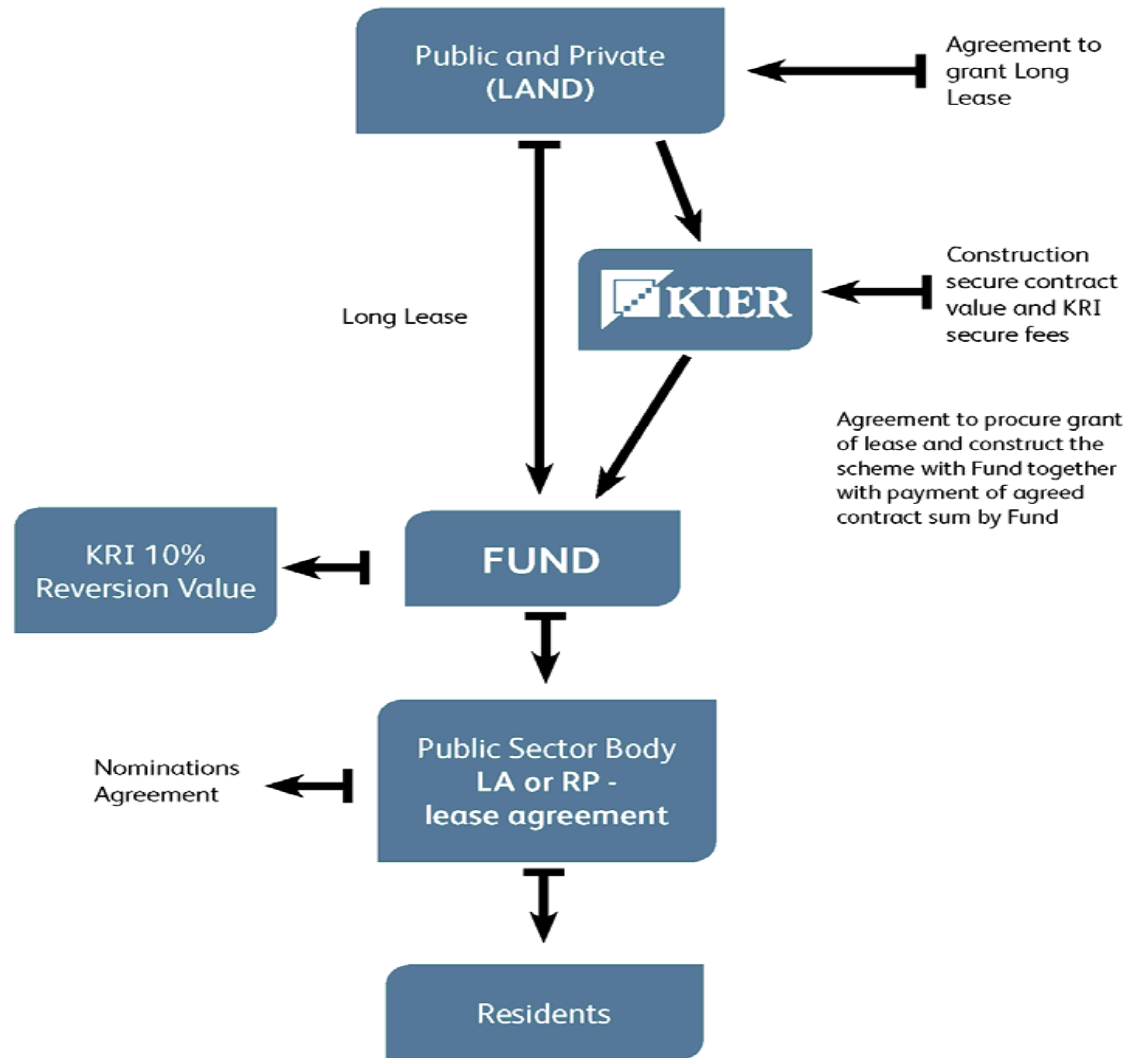 Public and Private
(LAND)
Agreement to
grant Long
Lease
KIER
Construction
secure contract
value and KRI
secure fees
Long Lease
Agreement to procure grant
of lease and construct the
scheme with Fund together
with payment of agreed
contract sum by Fund
KRI 10%
Reversion Value
FUND
Public Sector Body
LA or RP -
lease agreement
Nominations
Agreement
Residents